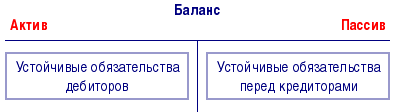 Баланс
Актив Пассив
Устойчивые обязательства дебиторов
Устойчивые обязательства перед кредиторами